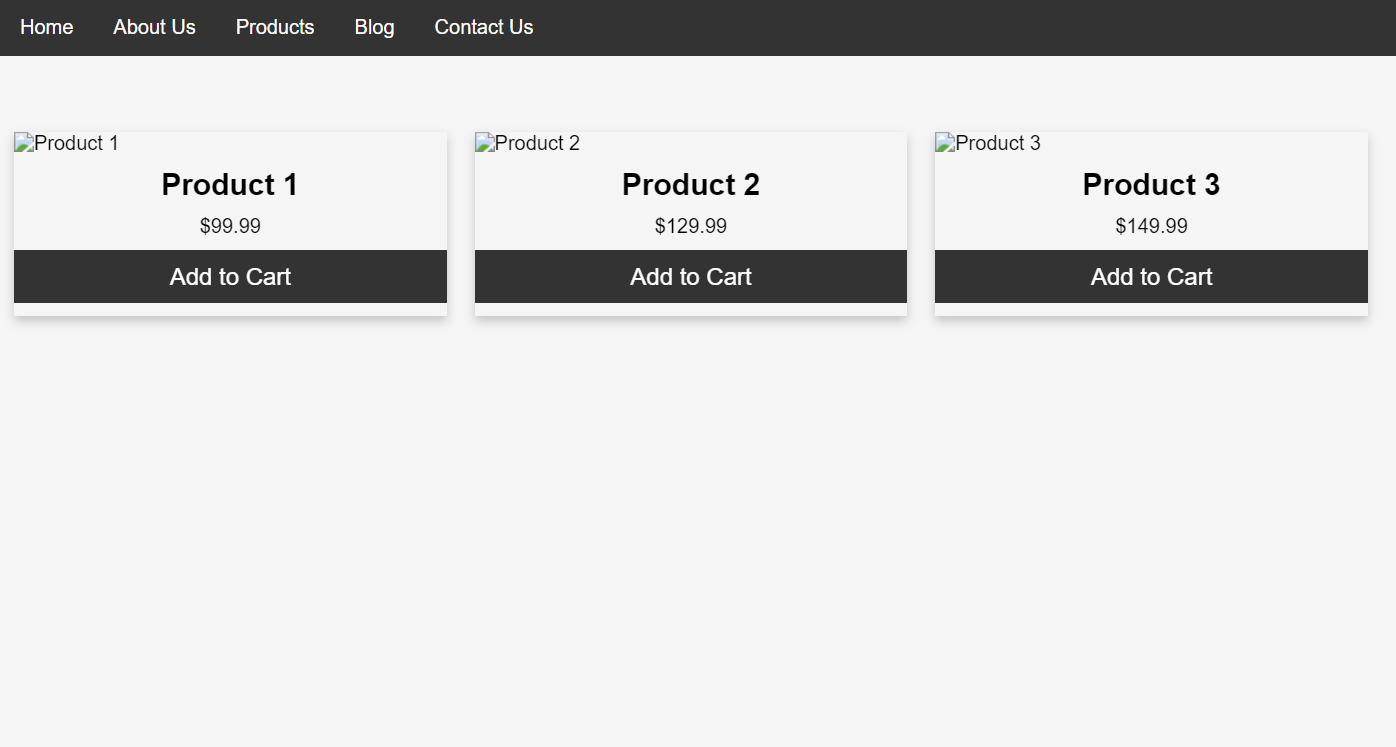 Home About Us Products Blog Contact Us
Product 1 Product 2 Product 3
Product 1 Product 2 Product 3
$99.99 $129.99 $149.99
Add to Cart Add to Cart Add to Cart